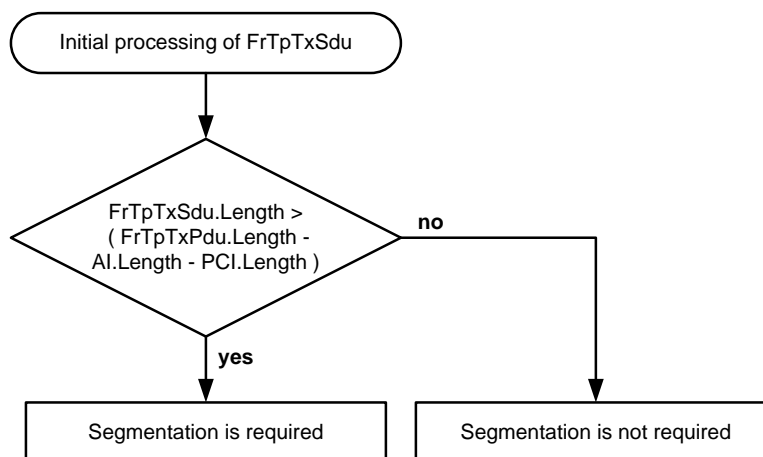 Initial processing of FrTpTxSdu
FrTpTxSdu.Length >
( FrTpTxPdu.Length -
AI.Length - PCI.Length )
no
yes
Segmentation is required
Segmentation is not required